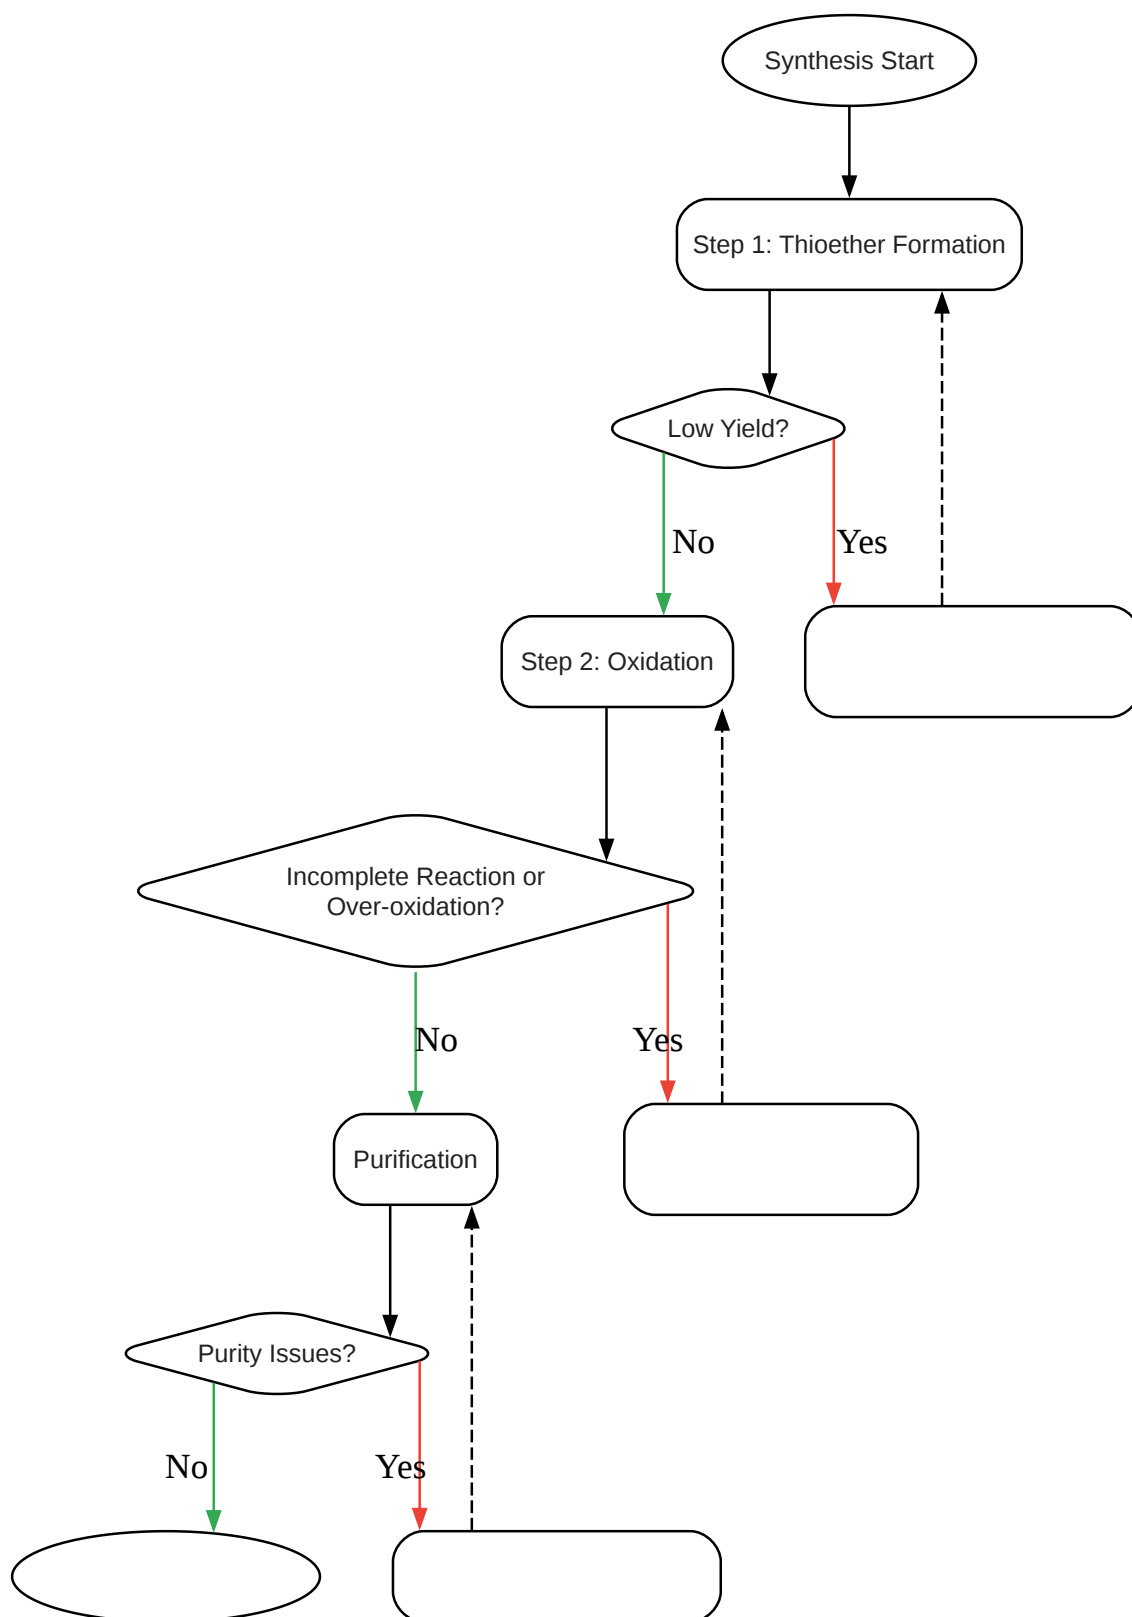 Synthesis Start
Step 1: Thioether Formation
Low Yield?
No
Yes
Step 2: Oxidation
Incomplete Reaction or
Over-oxidation?
No
Yes
Purification
Purity Issues?
No
Yes